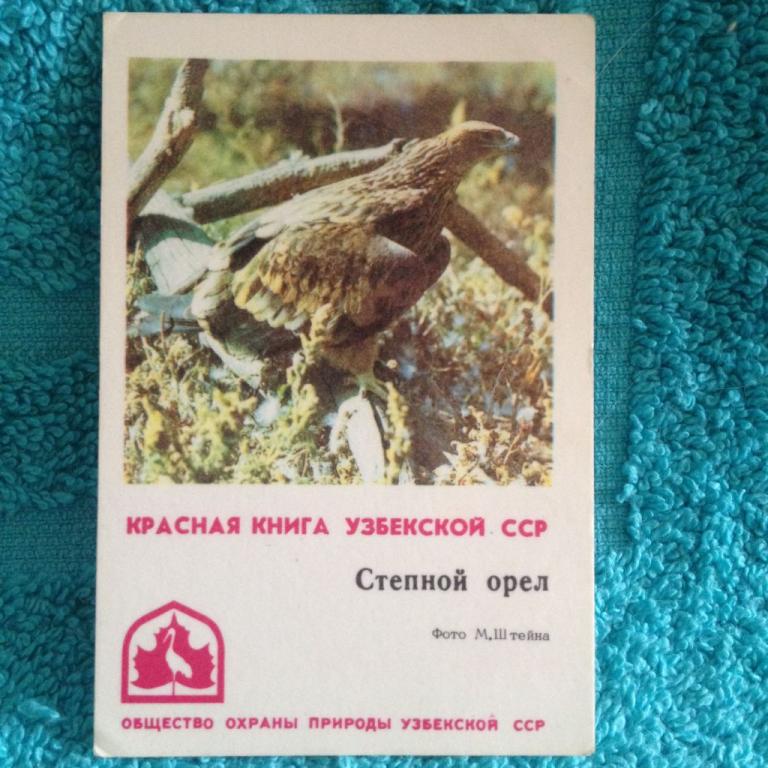 КРАСНАЯ КНИГА УЗБЕКСКОЙ ССР
Степной орел
Фото М.Штейна
ОБЩЕСТВО ОХРАНЫ ПРИРОДЫ УЗБЕКСКОЙ ССР